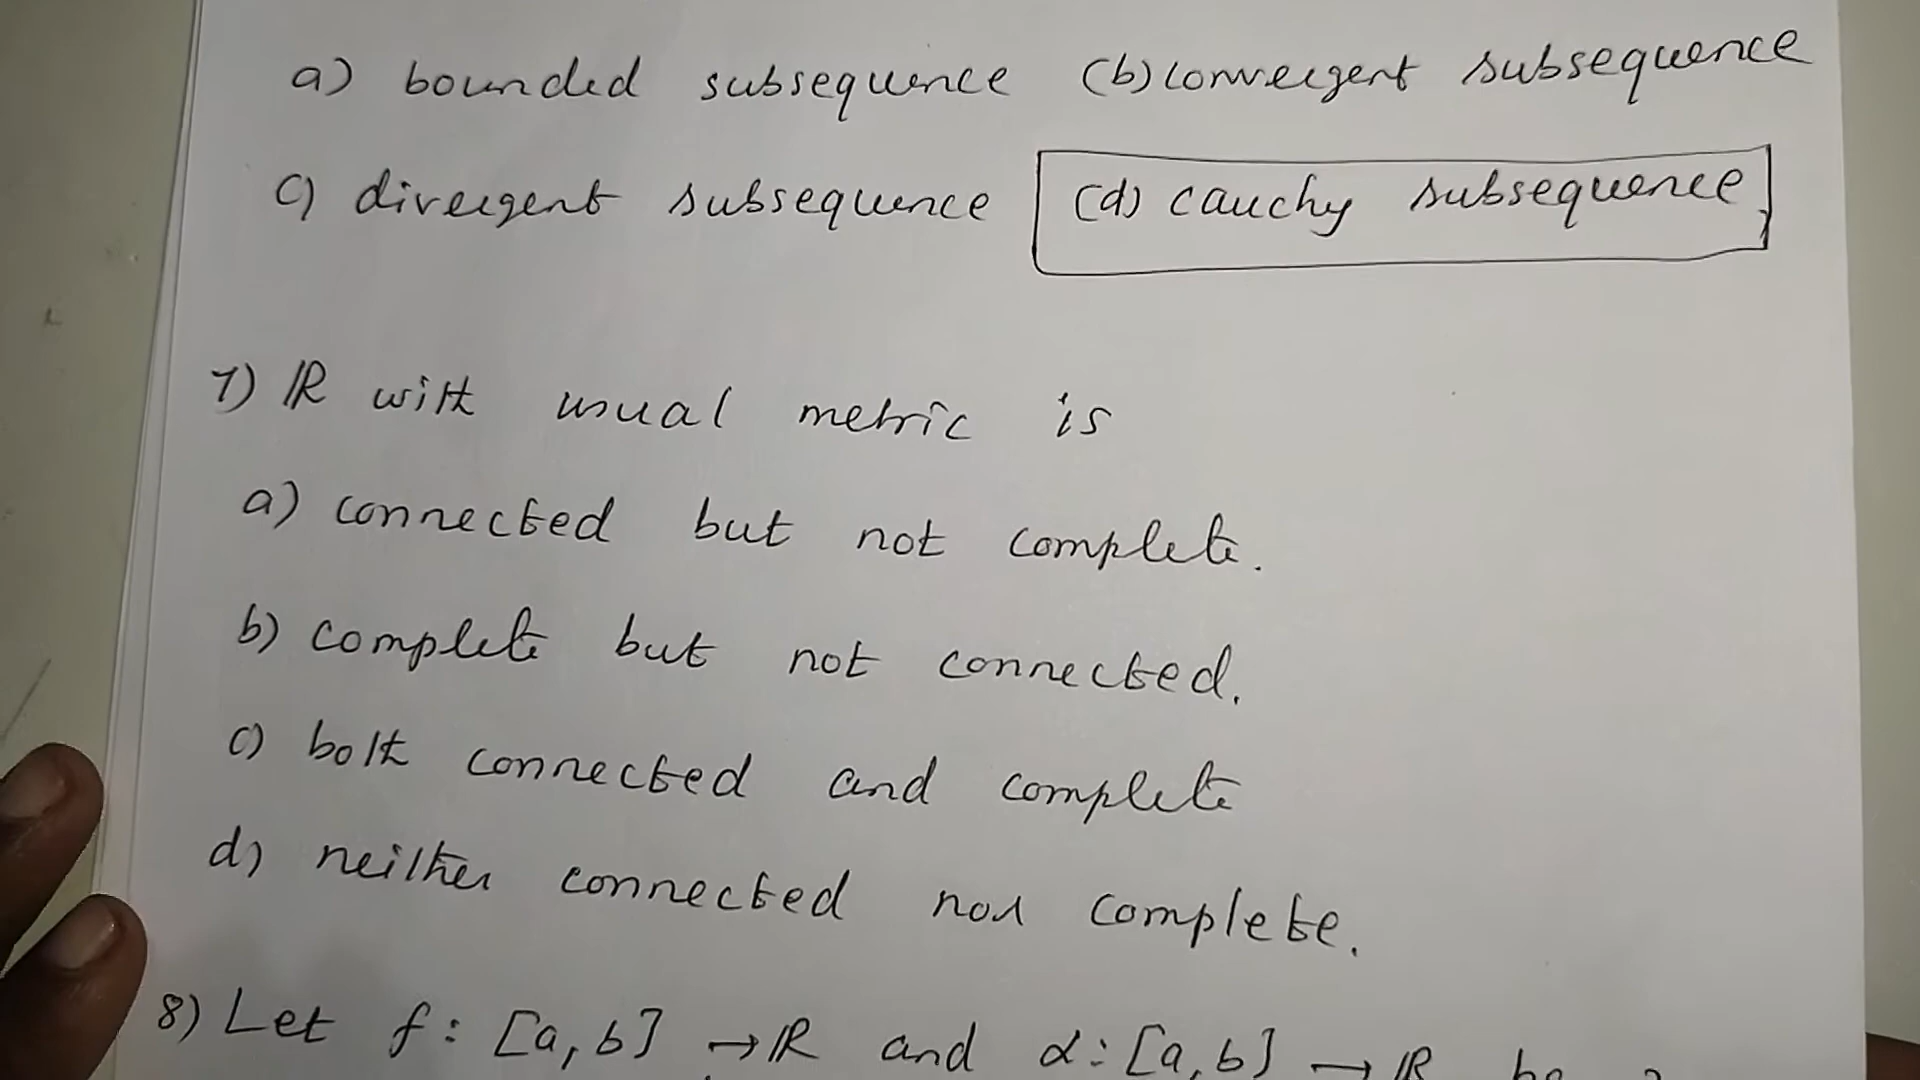 a) bounded subsequence (b) convergent subsequence
c) divergent subsequence (d) cauchy subsequence
7) ℝ with usual metric is
a) connected but not complete.
b) complete but not connected.
c) both connected and complete
d) neither connected nor complete.
8) Let f: [a,b] → ℝ and α: [a,b] → ℝ be